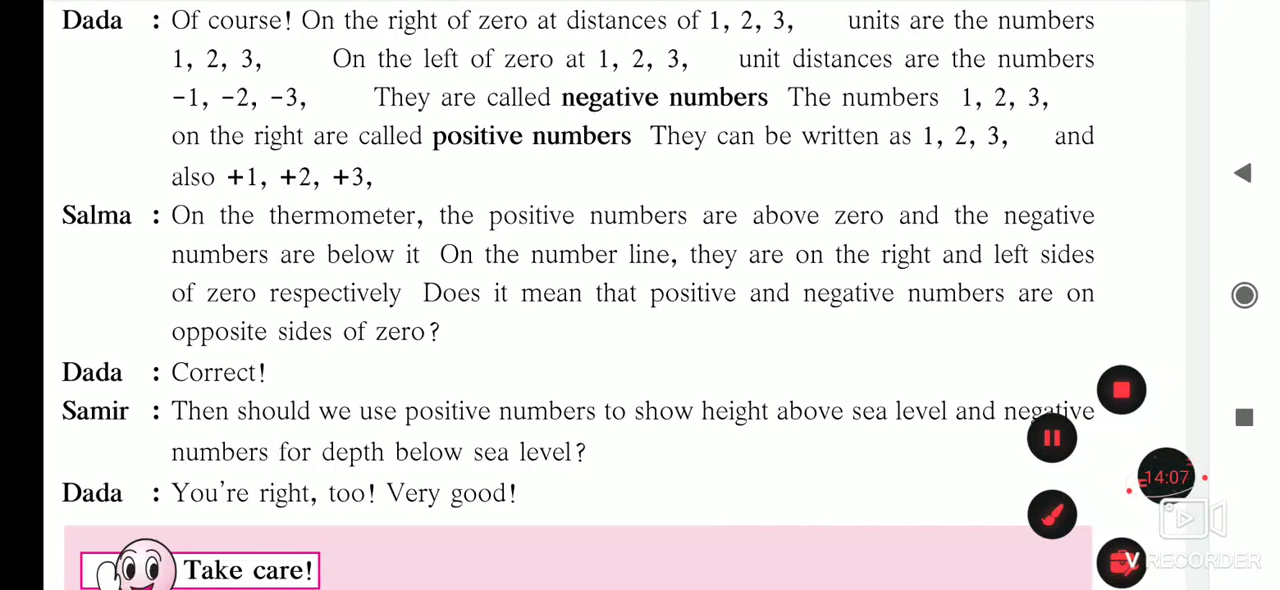 Dada : Of course! On the right of zero at distances of 1, 2, 3, units are the numbers
1, 2, 3, On the left of zero at 1, 2, 3, unit distances are the numbers
−1, −2, −3, They are called negative numbers The numbers 1, 2, 3,
on the right are called positive numbers They can be written as 1, 2, 3, and
also +1, +2, +3,
Salma : On the thermometer, the positive numbers are above zero and the negative
numbers are below it On the number line, they are on the right and left sides
of zero respectively Does it mean that positive and negative numbers are on
opposite sides of zero?
Dada : Correct!
Samir : Then should we use positive numbers to show height above sea level and negative
numbers for depth below sea level?
Dada : You're right, too! Very good!
14:07
V RECORDER
Take care!